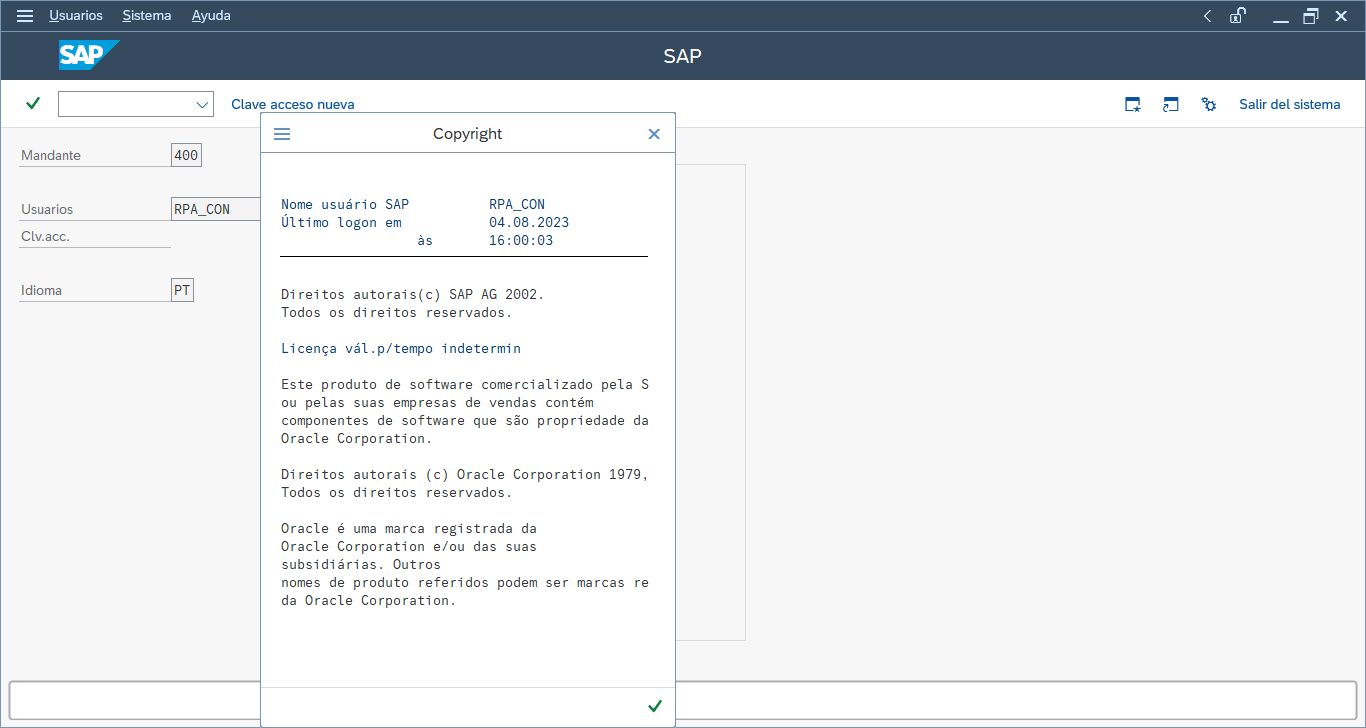 Usuarios Sistema Ayuda
SAP
SAP
Clave acceso nueva
Salir del sistema
Copyright
Mandante 400
Usuarios RPA_CON
Clv.acc.
Idioma PT
Nome usuário SAP RPA_CON
Último logon em 04.08.2023
às 16:00:03
Direitos autorais(c) SAP AG 2002.
Todos os direitos reservados.
Licença vál.p/tempo indetermin
Este produto de software comercializado pela S
ou pelas suas empresas de vendas contém
componentes de software que são propriedade da
Oracle Corporation.
Direitos autorais (c) Oracle Corporation 1979,
Todos os direitos reservados.
Oracle é uma marca registrada da
Oracle Corporation e/ou das suas
subsidiárias. Outros
nomes de produto referidos podem ser marcas re
da Oracle Corporation.